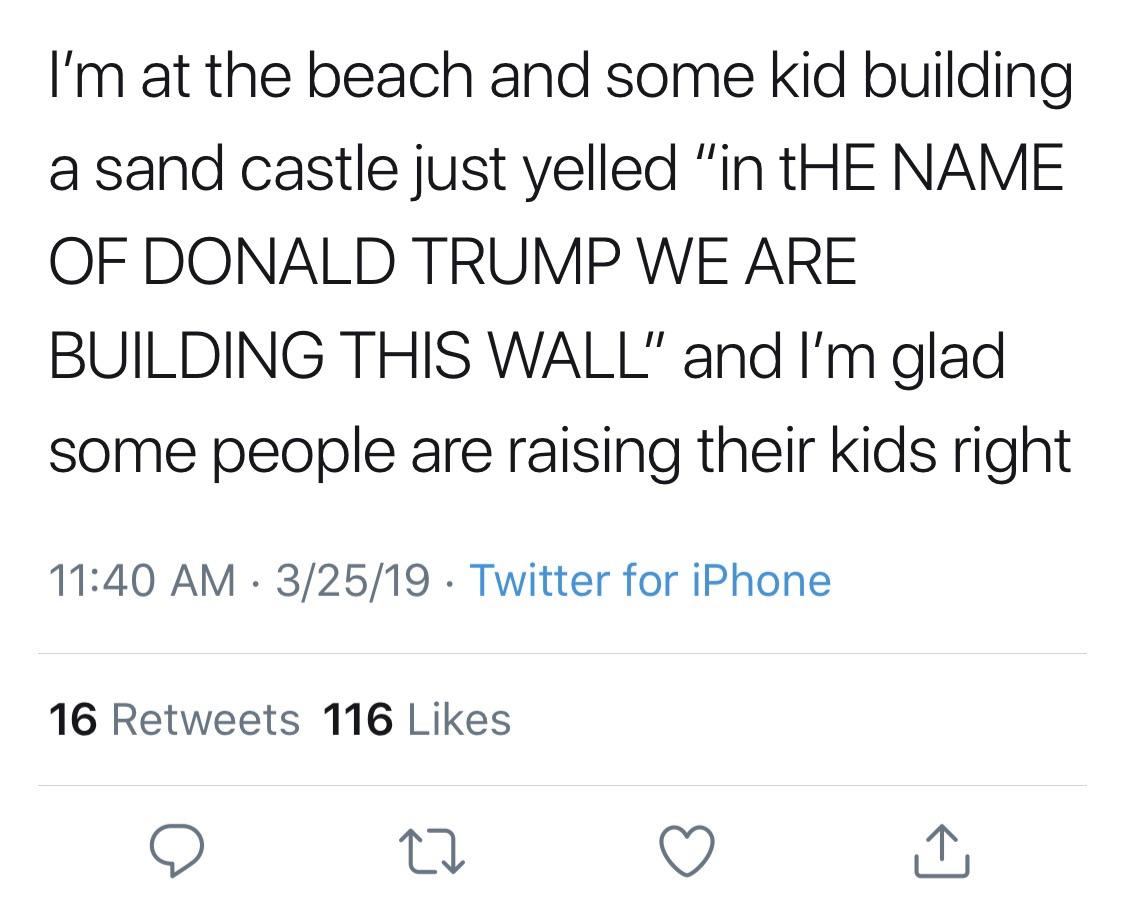 I’m at the beach and some kid building
a sand castle just yelled “in tHE NAME
OF DONALD TRUMP WE ARE
BUILDING THIS WALL” and I’m glad
some people are raising their kids right
11:40 AM · 3/25/19 · Twitter for iPhone
16 Retweets 116 Likes